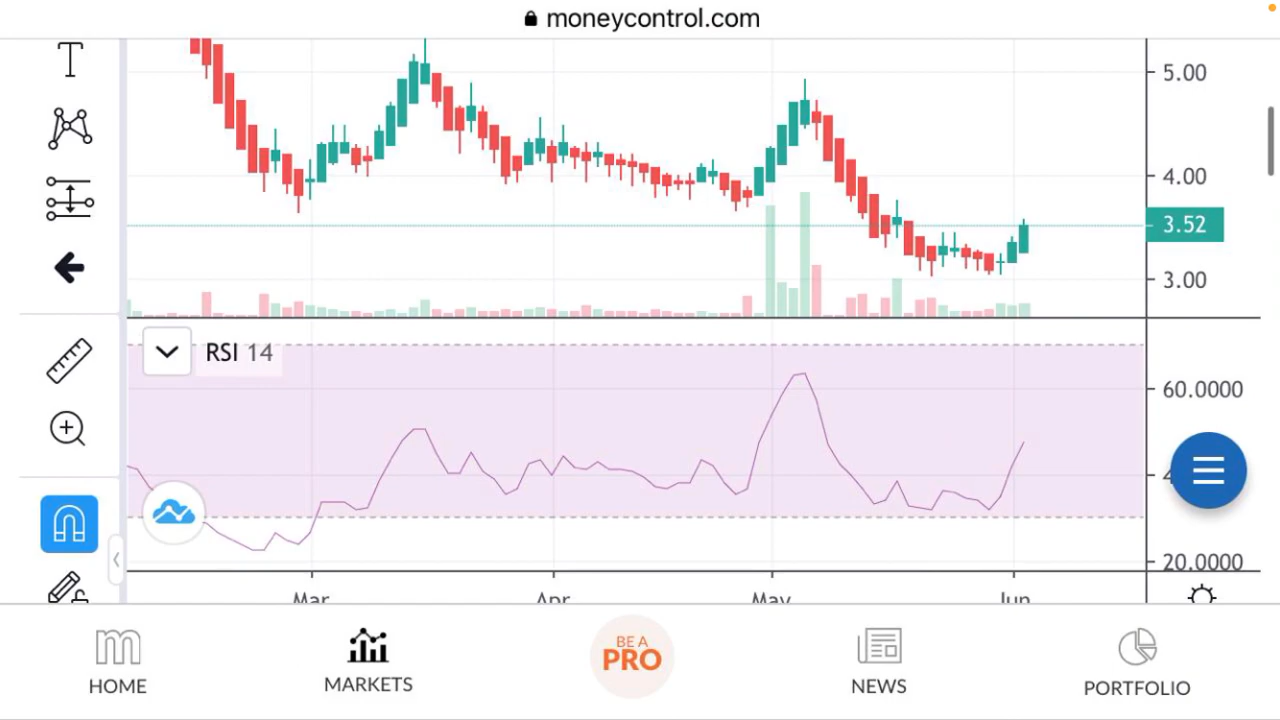 moneycontrol.com
T
5.00
4.00
3.52
3.00
RSI 14
60.0000
20.0000
Mar
Apr
May
Jun
BE A
PRO
m
HOME
MARKETS
NEWS
PORTFOLIO